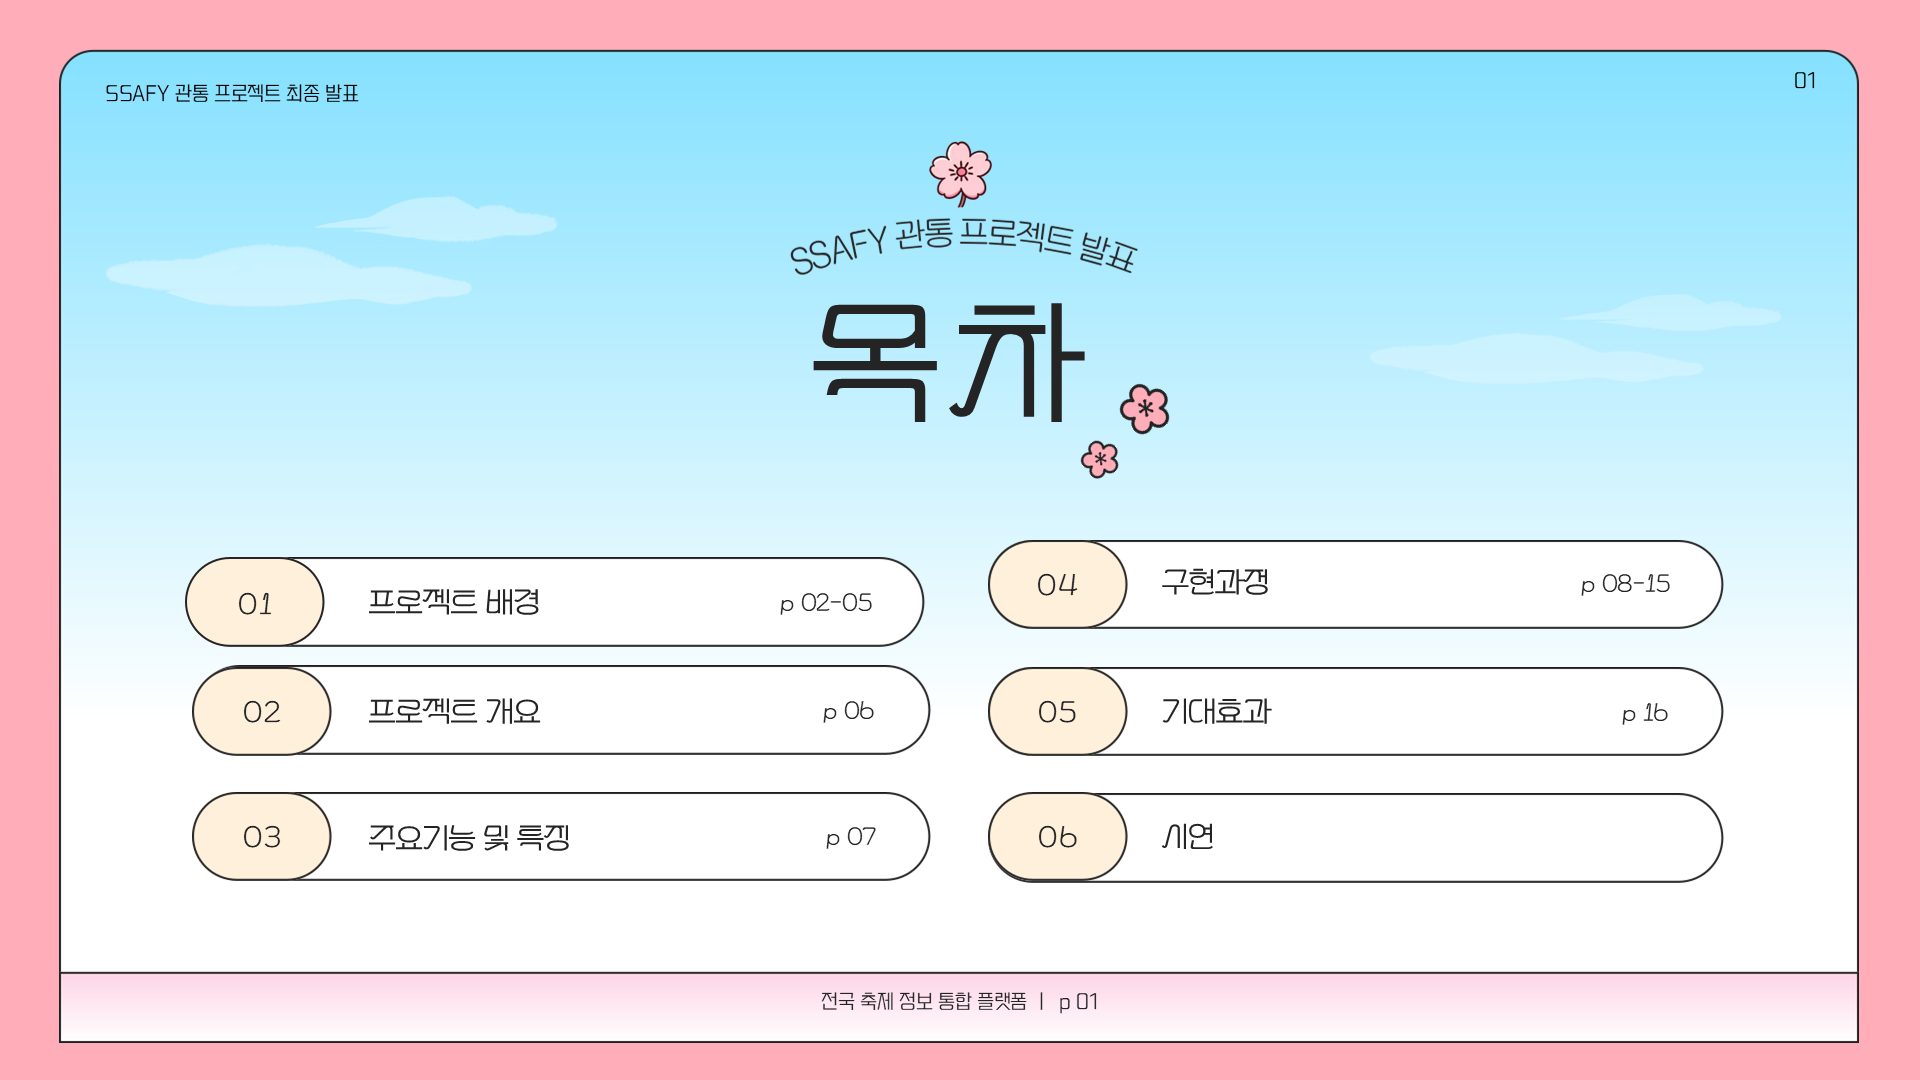 SSAFY 관통 프로젝트 최종 발표
01
SSAFY 관통 프로젝트 발표
목차
01 프로젝트 배경 p 02-05
02 프로젝트 개요 p 06
03 주요기능 및 특징 p 07
04 구현과정 p 08-15
05 기대효과 p 16
06 시연
전국 축제 정보 통합 플랫폼 | p 01